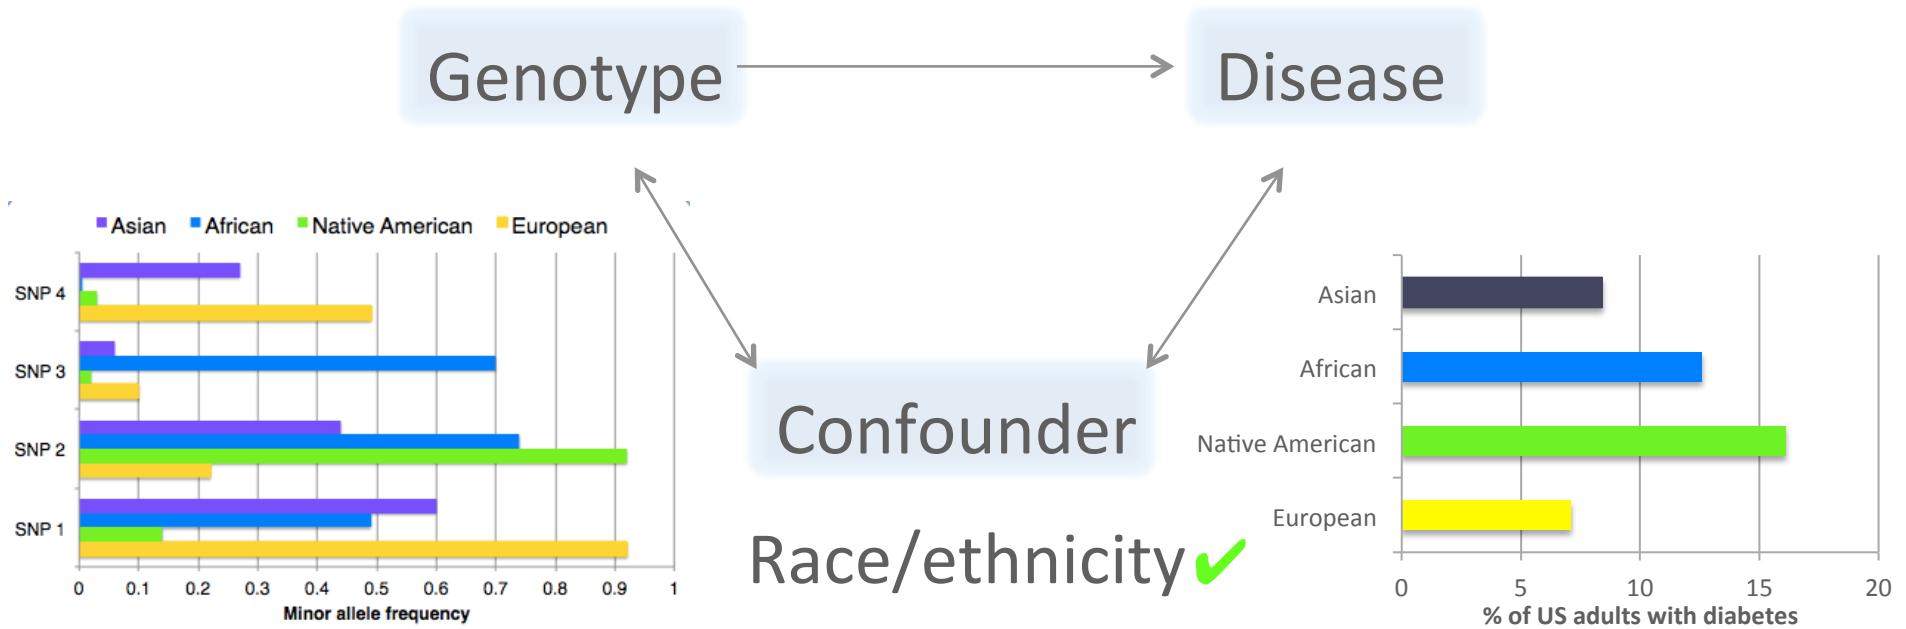 Genotype
Disease
Asian African Native American European
SNP 4
SNP 3
SNP 2
SNP 1
0 0.1 0.2 0.3 0.4 0.5 0.6 0.7 0.8 0.9 1
Minor allele frequency
Confounder
Race/ethnicity
Asian
African
Native American
European
0 5 10 15 20
% of US adults with diabetes